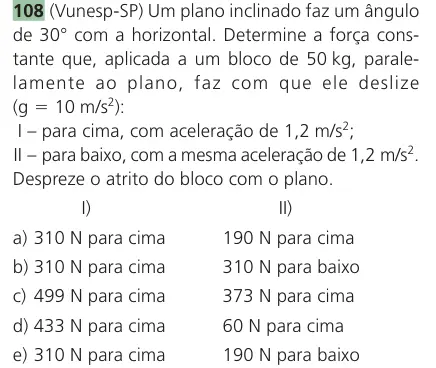 108 (Vunesp-SP) Um plano inclinado faz um ângulo
de 30° com a horizontal. Determine a força cons-
tante que, aplicada a um bloco de 50 kg, parale-
lamente ao plano, faz com que ele deslize
(g = 10 m/s²):
I – para cima, com aceleração de 1,2 m/s²;
II – para baixo, com a mesma aceleração de 1,2 m/s².
Despreze o atrito do bloco com o plano.
I) II)
a) 310 N para cima 190 N para cima
b) 310 N para cima 310 N para baixo
c) 499 N para cima 373 N para cima
d) 433 N para cima 60 N para cima
e) 310 N para cima 190 N para baixo